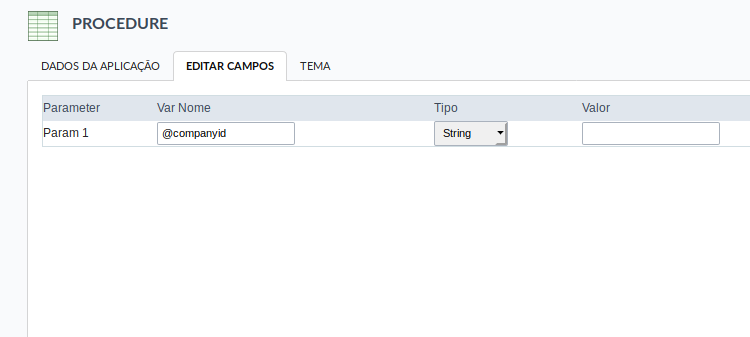 PROCEDURE
DADOS DA APLICAÇÃO EDITAR CAMPOS TEMA
Parameter Var Nome Tipo Valor
Param 1 @companyid String